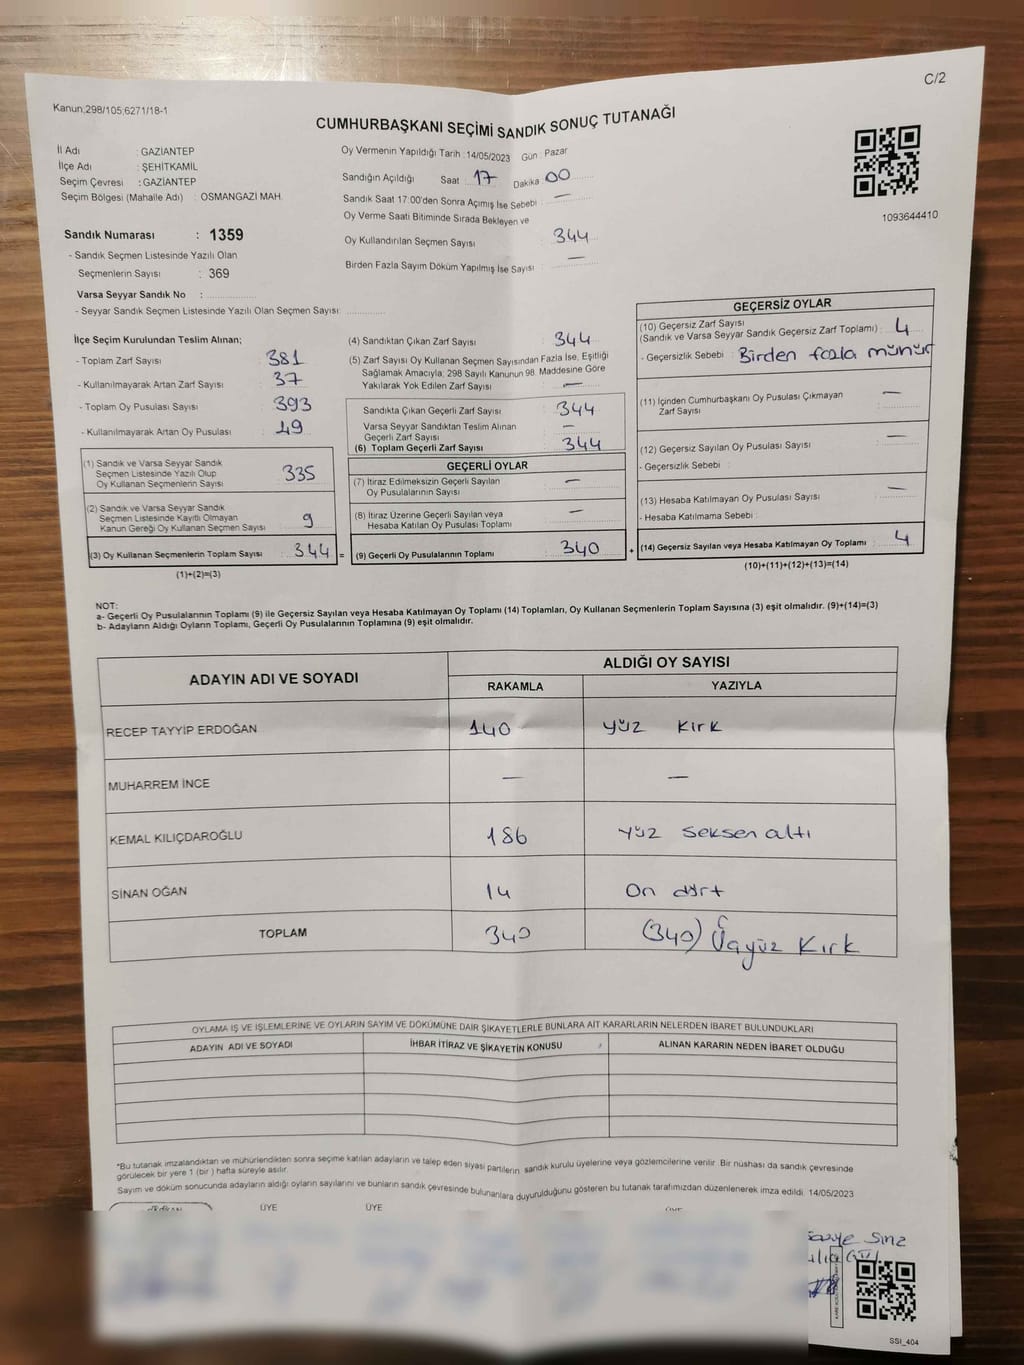 C/2
Kanun;298/105;6271/18-1
CUMHURBAŞKANI SEÇİMİ SANDIK SONUÇ TUTANAĞI
İl Adı : GAZİANTEP
İlçe Adı : ŞEHİTKAMİL
Seçim Çevresi : GAZİANTEP
Seçim Bölgesi (Mahalle Adı) : OSMANGAZİ MAH.
Sandık Numarası : 1359
- Sandık Seçmen Listesinde Yazılı Olan
Seçmenlerin Sayısı : 369
Varsa Seyyar Sandık No :
- Seyyar Sandık Seçmen Listesinde Yazılı Olan Seçmen Sayısı:
Oy Vermenin Yapıldığı Tarih : 14/05/2023 Gün : Pazar
Sandığın Açıldığı Saat 17 Dakika 00
Sandık Saat 17:00'den Sonra Açımış İse Sebebi : —
Oy Verme Saati Bitiminde Sırada Bekleyen ve
Oy Kullandırılan Seçmen Sayısı 344
Birden Fazla Sayım Döküm Yapılmış İse Sayısı : —
1093644410
İlçe Seçim Kurulundan Teslim Alınan;
- Toplam Zarf Sayısı 381
- Kullanılmayarak Artan Zarf Sayısı 37
- Toplam Oy Pusulası Sayısı 393
- Kullanılmayarak Artan Oy Pusulası 49
(1) Sandık ve Varsa Seyyar Sandık
Seçmen Listesinde Yazılı Olup
Oy Kullanan Seçmenlerin Sayısı 335
(2) Sandık ve Varsa Seyyar Sandık
Seçmen Listesinde Kayıtlı Olmayan
Kanun Gereği Oy Kullanan Seçmen Sayısı 9
(3) Oy Kullanan Seçmenlerin Toplam Sayısı : 344 =
(1)+(2)=(3)
(4) Sandıktan Çıkan Zarf Sayısı 344
(5) Zarf Sayısı Oy Kullanan Seçmen Sayısından Fazla İse, Eşitliği
Sağlamak Amacıyla; 298 Sayılı Kanunun 98. Maddesine Göre
Yakılarak Yok Edilen Zarf Sayısı —
Sandıkta Çıkan Geçerli Zarf Sayısı 344
Varsa Seyyar Sandıktan Teslim Alınan
Geçerli Zarf Sayısı —
(6) Toplam Geçerli Zarf Sayısı 344
GEÇERLİ OYLAR
(7) İtiraz Edimeksizin Geçerli Sayılan
Oy Pusulalarının Sayısı —
(8) İtiraz Üzerine Geçerli Sayılan veya
Hesaba Katılan Oy Pusulası Toplamı —
(9) Geçerli Oy Pusulalarının Toplamı 340 +
GEÇERSİZ OYLAR
(10) Geçersiz Zarf Sayısı
(Sandık ve Varsa Seyyar Sandık Geçersiz Zarf Toplamı) : 4
- Geçersizlik Sebebi : Birden fazla mühür
(11) İçinden Cumhurbaşkanı Oy Pusulası Çıkmayan
Zarf Sayısı —
(12) Geçersiz Sayılan Oy Pusulası Sayısı —
- Geçersizlik Sebebi :
(13) Hesaba Katılmayan Oy Pusulası Sayısı —
- Hesaba Katılmama Sebebi :
(14) Geçersiz Sayılan veya Hesaba Katılmayan Oy Toplamı : 4
(10)+(11)+(12)+(13)=(14)
NOT:
a- Geçerli Oy Pusulalarının Toplamı (9) ile Geçersiz Sayılan veya Hesaba Katılmayan Oy Toplamı (14) Toplamları, Oy Kullanan Seçmenlerin Toplam Sayısına (3) eşit olmalıdır. (9)+(14)=(3)
b- Adayların Aldığı Oyların Toplamı, Geçerli Oy Pusulalarının Toplamına (9) eşit olmalıdır.
ADAYIN ADI VE SOYADI ALDIĞI OY SAYISI
RAKAMLA YAZIYLA
RECEP TAYYİP ERDOĞAN 140 yüz kırk
MUHARREM İNCE — —
KEMAL KILIÇDAROĞLU 186 yüz seksen altı
SİNAN OĞAN 14 On dört
TOPLAM 340 (340) Üçyüz Kırk
OYLAMA İŞ VE İŞLEMLERİNE VE OYLARIN SAYIM VE DÖKÜMÜNE DAİR ŞİKAYETLERLE BUNLARA AİT KARARLARIN NELERDEN İBARET BULUNDUKLARI
ADAYIN ADI VE SOYADI İHBAR İTİRAZ VE ŞİKAYETİN KONUSU ALINAN KARARIN NEDEN İBARET OLDUĞU
*Bu tutanak imzalandıktan ve mühürlendikten sonra seçime katılan adayların ve talep eden siyasi partilerin, sandık kurulu üyelerine veya gözlemcilerine verilir. Bir nüshası da sandık çevresinde
görülecek bir yere 1 (bir ) hafta süreyle asılır.
Sayım ve döküm sonucunda adayların aldığı oyların sayılarını ve bunların sandık çevresinde bulunanlara duyurulduğunu gösteren bu tutanak tarafımızdan düzenlenerek imza edildi. 14/05/2023
ÜYE ÜYE
SSI_404